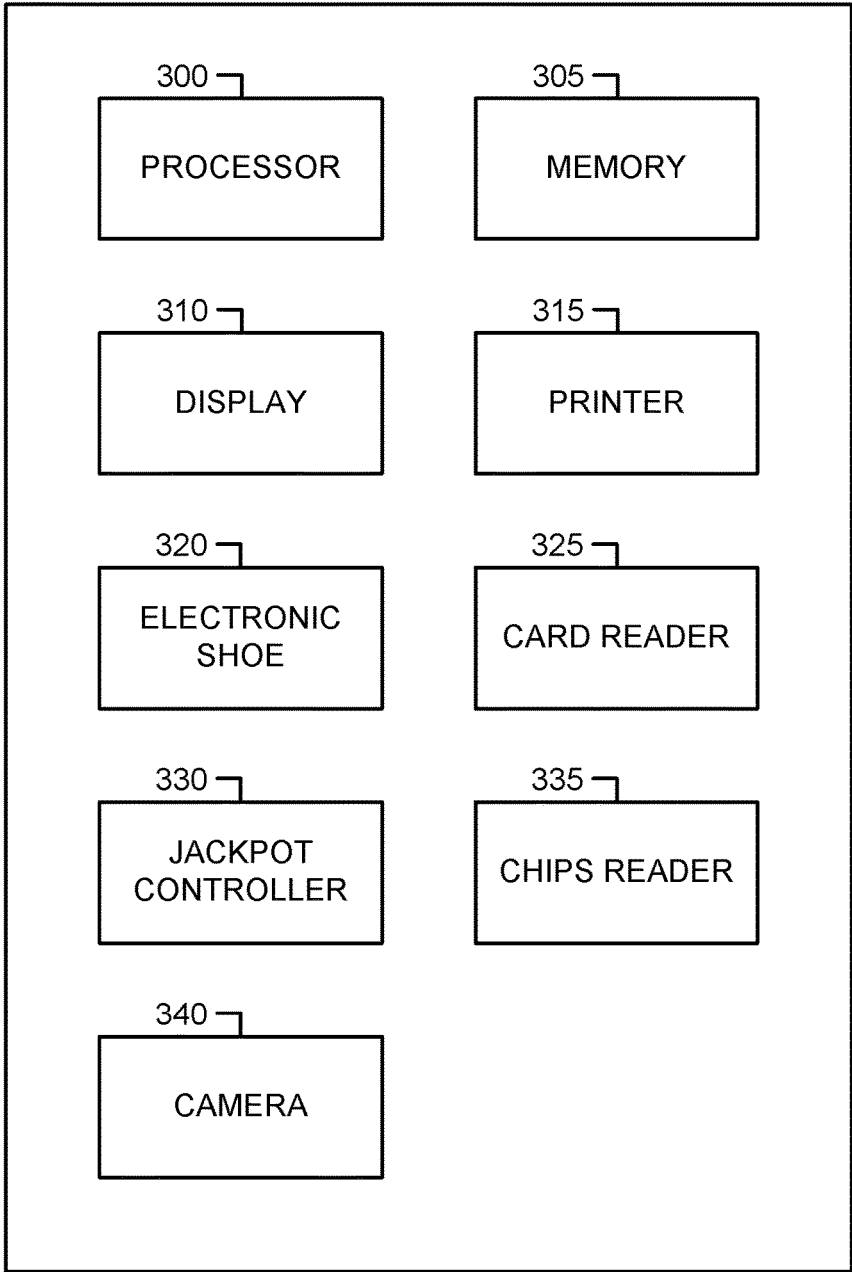 300
PROCESSOR
305
MEMORY
310
DISPLAY
315
PRINTER
320
ELECTRONIC
SHOE
325
CARD READER
330
JACKPOT
CONTROLLER
335
CHIPS READER
340
CAMERA